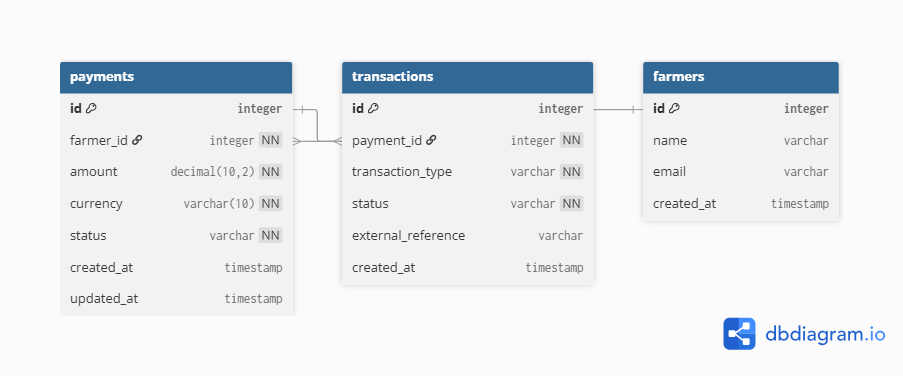 payments
id integer
farmer_id integer NN
amount decimal(10,2) NN
currency varchar(10) NN
status varchar NN
created_at timestamp
updated_at timestamp
transactions
id integer
payment_id integer NN
transaction_type varchar NN
status varchar NN
external_reference varchar
created_at timestamp
farmers
id integer
name varchar
email varchar
created_at timestamp
dbdiagram.io